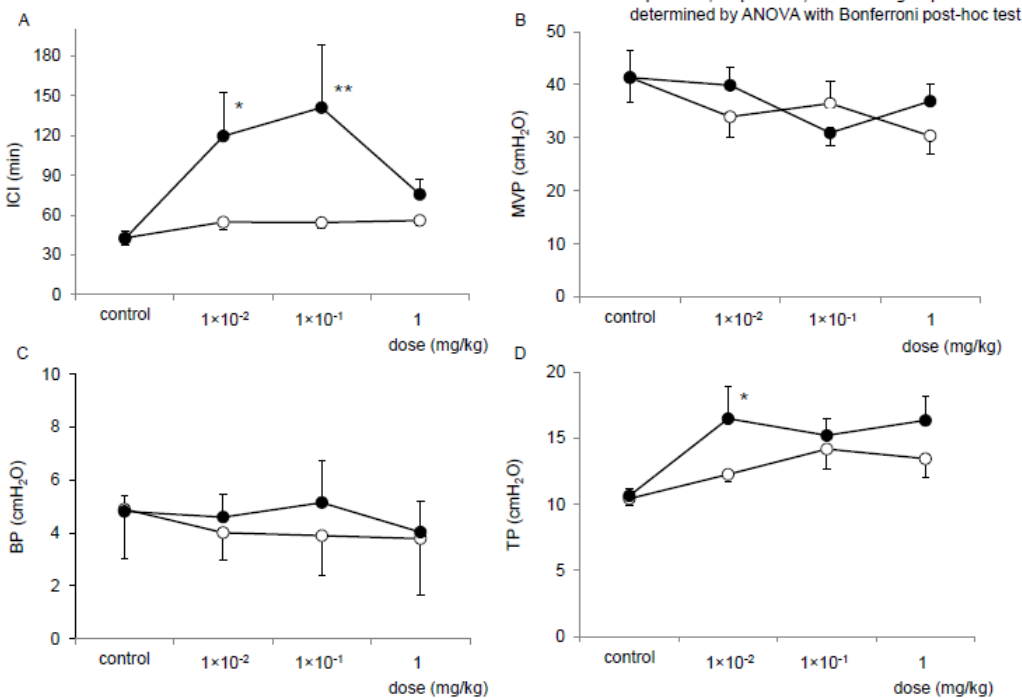 determined by ANOVA with Bonferroni post-hoc test
A
180
150
120
90
60
30
0
ICI (min)
*
**
control
1×10⁻²
1×10⁻¹
1
dose (mg/kg)
B
50
40
30
20
10
0
MVP (cmH₂O)
control
1×10⁻²
1×10⁻¹
1
dose (mg/kg)
C
10
8
6
4
2
0
BP (cmH₂O)
control
1×10⁻²
1×10⁻¹
1
dose (mg/kg)
D
20
15
10
5
0
TP (cmH₂O)
*
control
1×10⁻²
1×10⁻¹
1
dose (mg/kg)